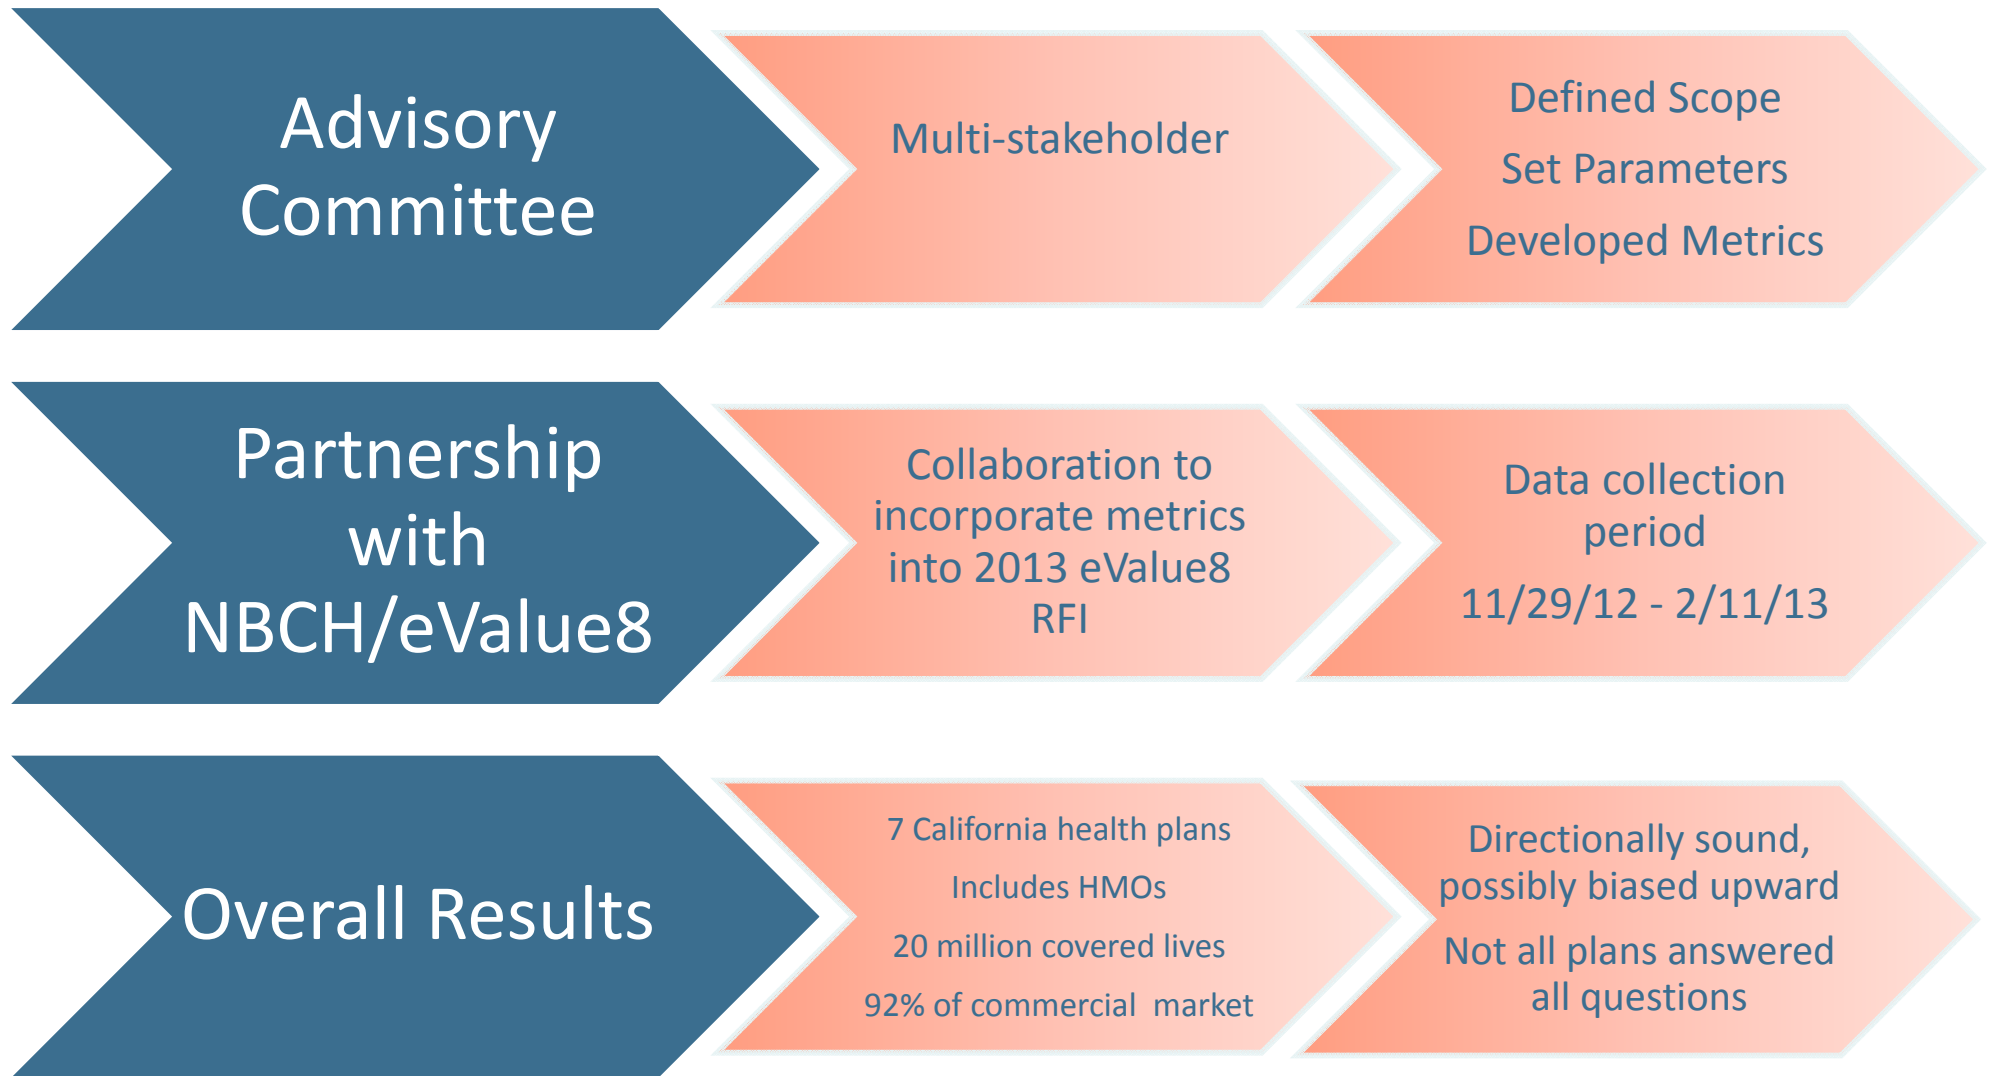 Advisory
Committee
Multi-stakeholder
Defined Scope
Set Parameters
Developed Metrics
Partnership
with
NBCH/eValue8
Collaboration to
incorporate metrics
into 2013 eValue8
RFI
Data collection
period
11/29/12 - 2/11/13
Overall Results
7 California health plans
Includes HMOs
20 million covered lives
92% of commercial market
Directionally sound,
possibly biased upward
Not all plans answered
all questions